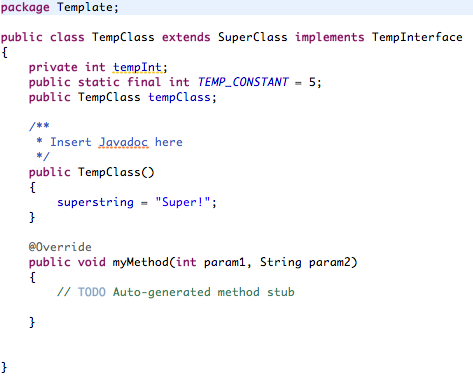 package Template;
public class TempClass extends SuperClass implements TempInterface
{
private int tempInt;
public static final int TEMP_CONSTANT = 5;
public TempClass tempClass;
/**
* Insert Javadoc here
*/
public TempClass()
{
superstring = "Super!";
}
@Override
public void myMethod(int param1, String param2)
{
// TODO Auto-generated method stub
}
}